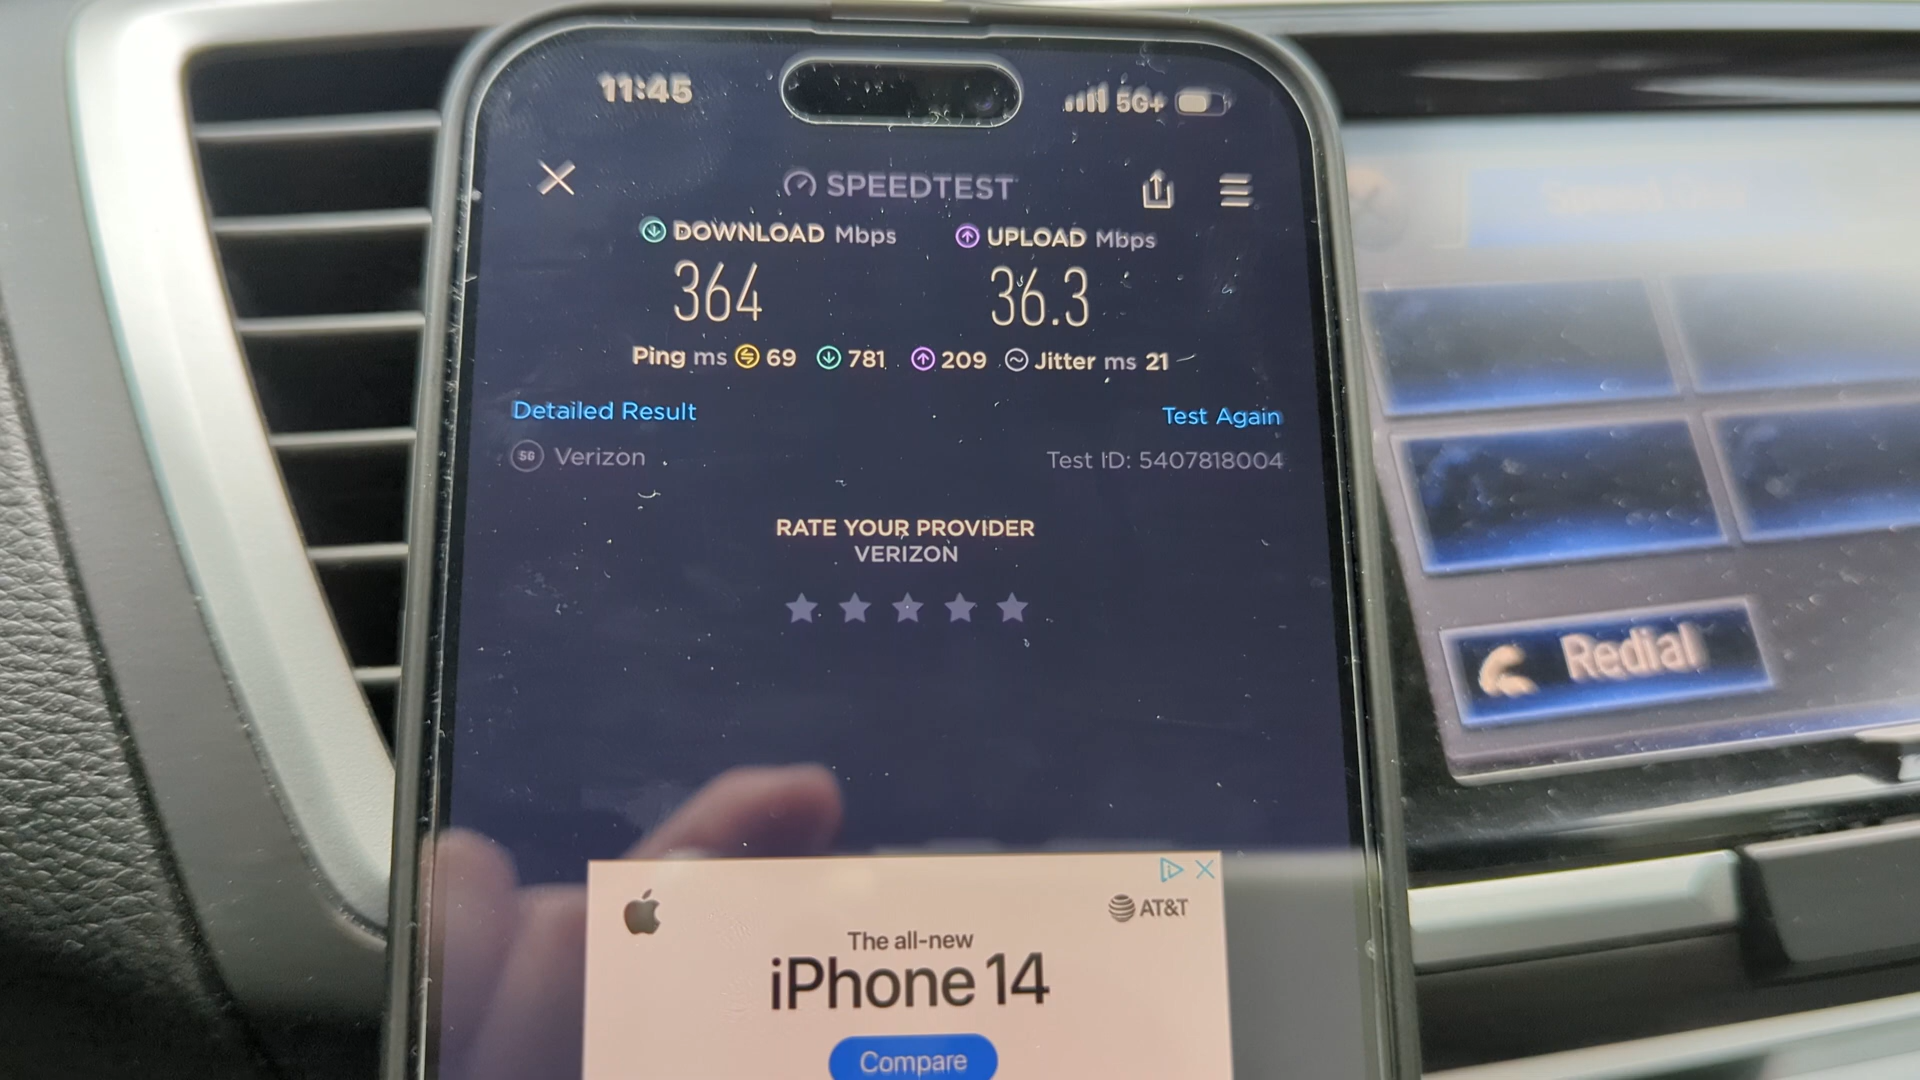 11:45 5G+
SPEEDTEST
DOWNLOAD Mbps UPLOAD Mbps
364 36.3
Ping ms 69 781 209 Jitter ms 21
Detailed Result Test Again
5G Verizon Test ID: 5407818004
RATE YOUR PROVIDER
VERIZON
Redial
AT&T
The all-new
iPhone 14
Compare